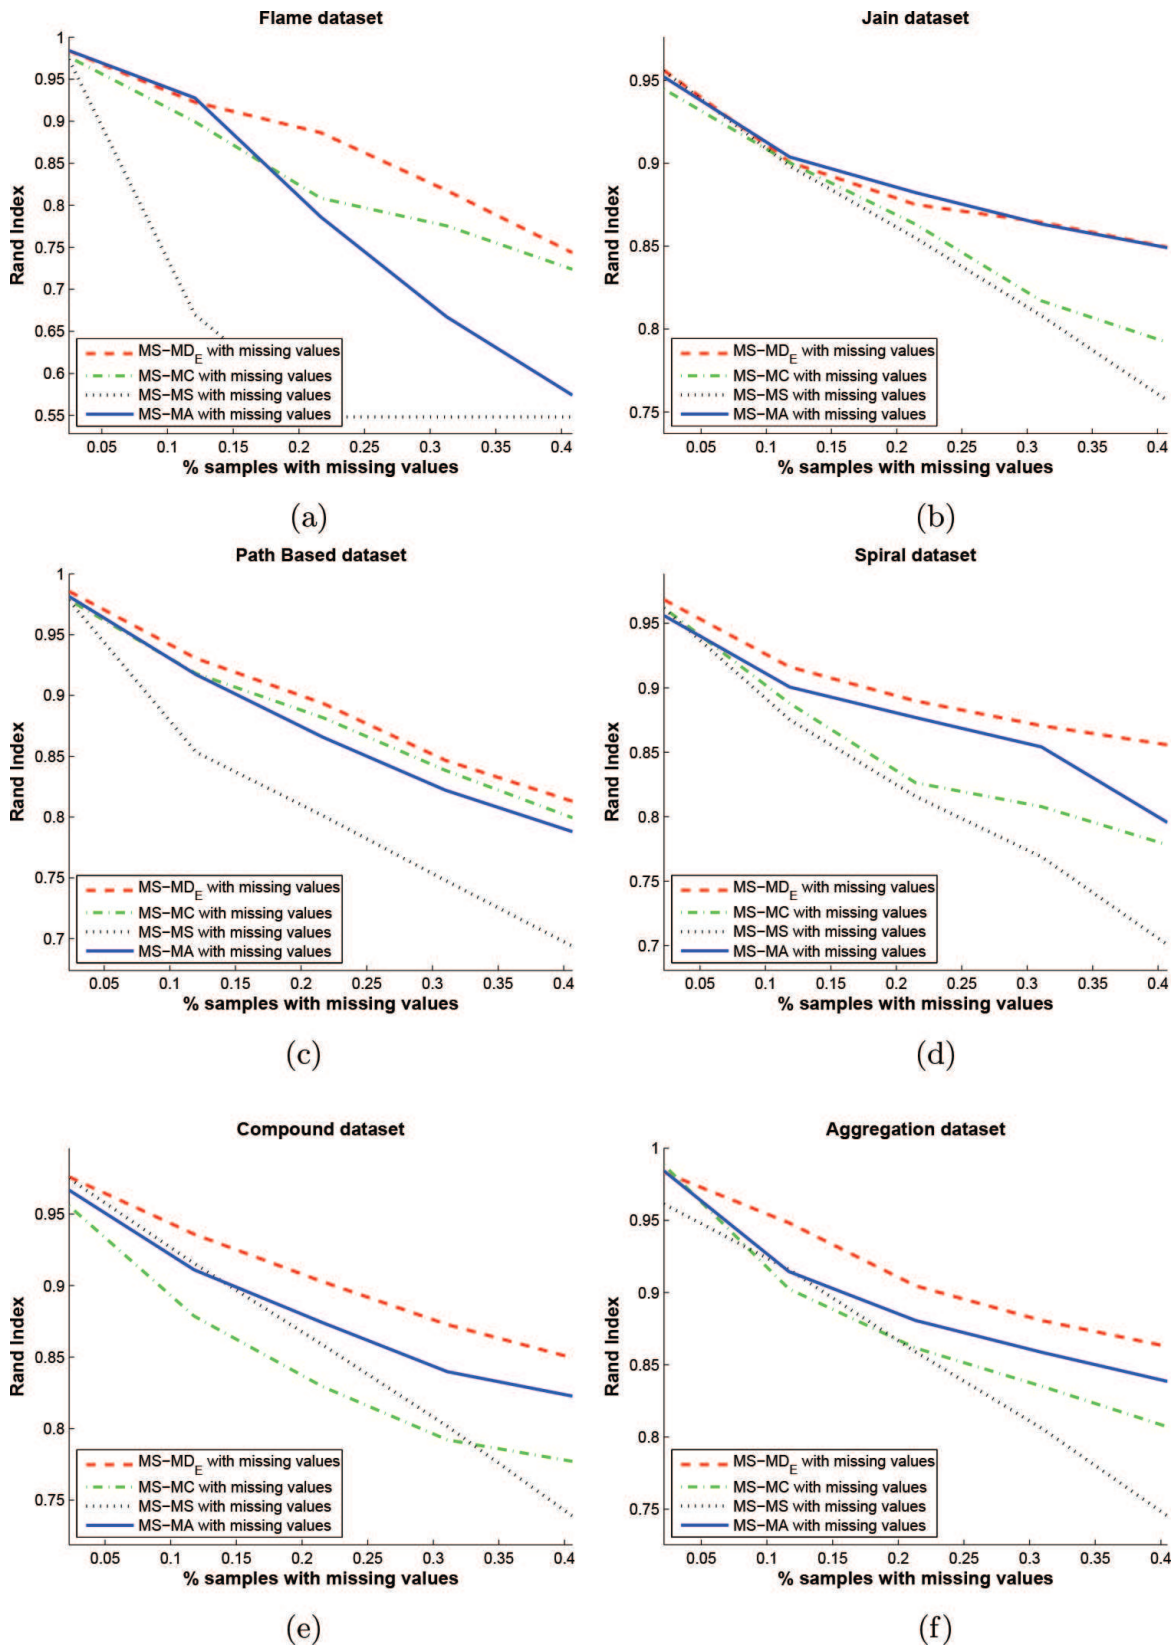 Flame dataset
1
0.95
0.9
0.85
0.8
0.75
0.7
0.65
0.6
0.55
Rand Index
MS-MD_E with missing values
MS-MC with missing values
MS-MS with missing values
MS-MA with missing values
0.05 0.1 0.15 0.2 0.25 0.3 0.35 0.4
% samples with missing values
(a)
Jain dataset
0.95
0.9
0.85
0.8
0.75
Rand Index
MS-MD_E with missing values
MS-MC with missing values
MS-MS with missing values
MS-MA with missing values
0.05 0.1 0.15 0.2 0.25 0.3 0.35 0.4
% samples with missing values
(b)
Path Based dataset
1
0.95
0.9
0.85
0.8
0.75
0.7
Rand Index
MS-MD_E with missing values
MS-MC with missing values
MS-MS with missing values
MS-MA with missing values
0.05 0.1 0.15 0.2 0.25 0.3 0.35 0.4
% samples with missing values
(c)
Spiral dataset
0.95
0.9
0.85
0.8
0.75
0.7
Rand Index
MS-MD_E with missing values
MS-MC with missing values
MS-MS with missing values
MS-MA with missing values
0.05 0.1 0.15 0.2 0.25 0.3 0.35 0.4
% samples with missing values
(d)
Compound dataset
0.95
0.9
0.85
0.8
0.75
Rand Index
MS-MD_E with missing values
MS-MC with missing values
MS-MS with missing values
MS-MA with missing values
0.05 0.1 0.15 0.2 0.25 0.3 0.35 0.4
% samples with missing values
(e)
Aggregation dataset
1
0.95
0.9
0.85
0.8
0.75
Rand Index
MS-MD_E with missing values
MS-MC with missing values
MS-MS with missing values
MS-MA with missing values
0.05 0.1 0.15 0.2 0.25 0.3 0.35 0.4
% samples with missing values
(f)